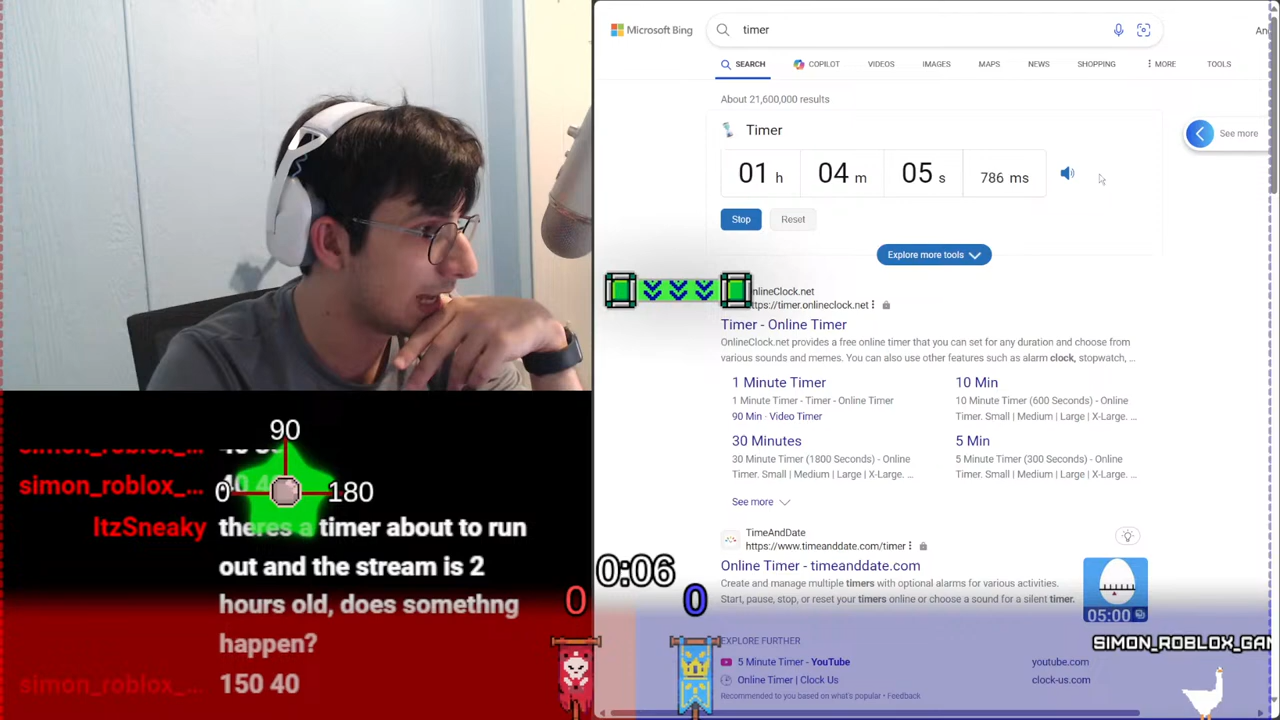 Microsoft Bing
timer
SEARCH
COPILOT
VIDEOS
IMAGES
MAPS
NEWS
SHOPPING
MORE
TOOLS
About 21,600,000 results
Timer
See more
01 h 04 m 05 s 786 ms
Stop
Reset
Explore more tools
nlineClock.net
ttps://timer.onlineclock.net
Timer - Online Timer
OnlineClock.net provides a free online timer that you can set for any duration and choose from
various sounds and memes. You can also use other features such as alarm clock, stopwatch, ...
1 Minute Timer
1 Minute Timer - Timer - Online Timer
90 Min · Video Timer
10 Min
10 Minute Timer (600 Seconds) - Online
Timer. Small | Medium | Large | X-Large. ...
30 Minutes
30 Minute Timer (1800 Seconds) - Online
Timer. Small | Medium | Large | X-Large. ...
5 Min
5 Minute Timer (300 Seconds) - Online
Timer. Small | Medium | Large | X-Large. ...
See more
TimeAndDate
https://www.timeanddate.com/timer
Online Timer - timeanddate.com
Create and manage multiple timers with optional alarms for various activities.
Start, pause, stop, or reset your timers online or choose a sound for a silent timer.
05:00
EXPLORE FURTHER
5 Minute Timer - YouTube
youtube.com
Online Timer | Clock Us
clock-us.com
Recommended to you based on what's popular • Feedback
90
0
180
simon_roblox_...
simon_roblox_... 40 40
ItzSneaky theres a timer about to run
out and the stream is 2
hours old, does somethng
happen?
simon_roblox_... 150 40
0:06
0
0
SIMON_ROBLOX_GAM